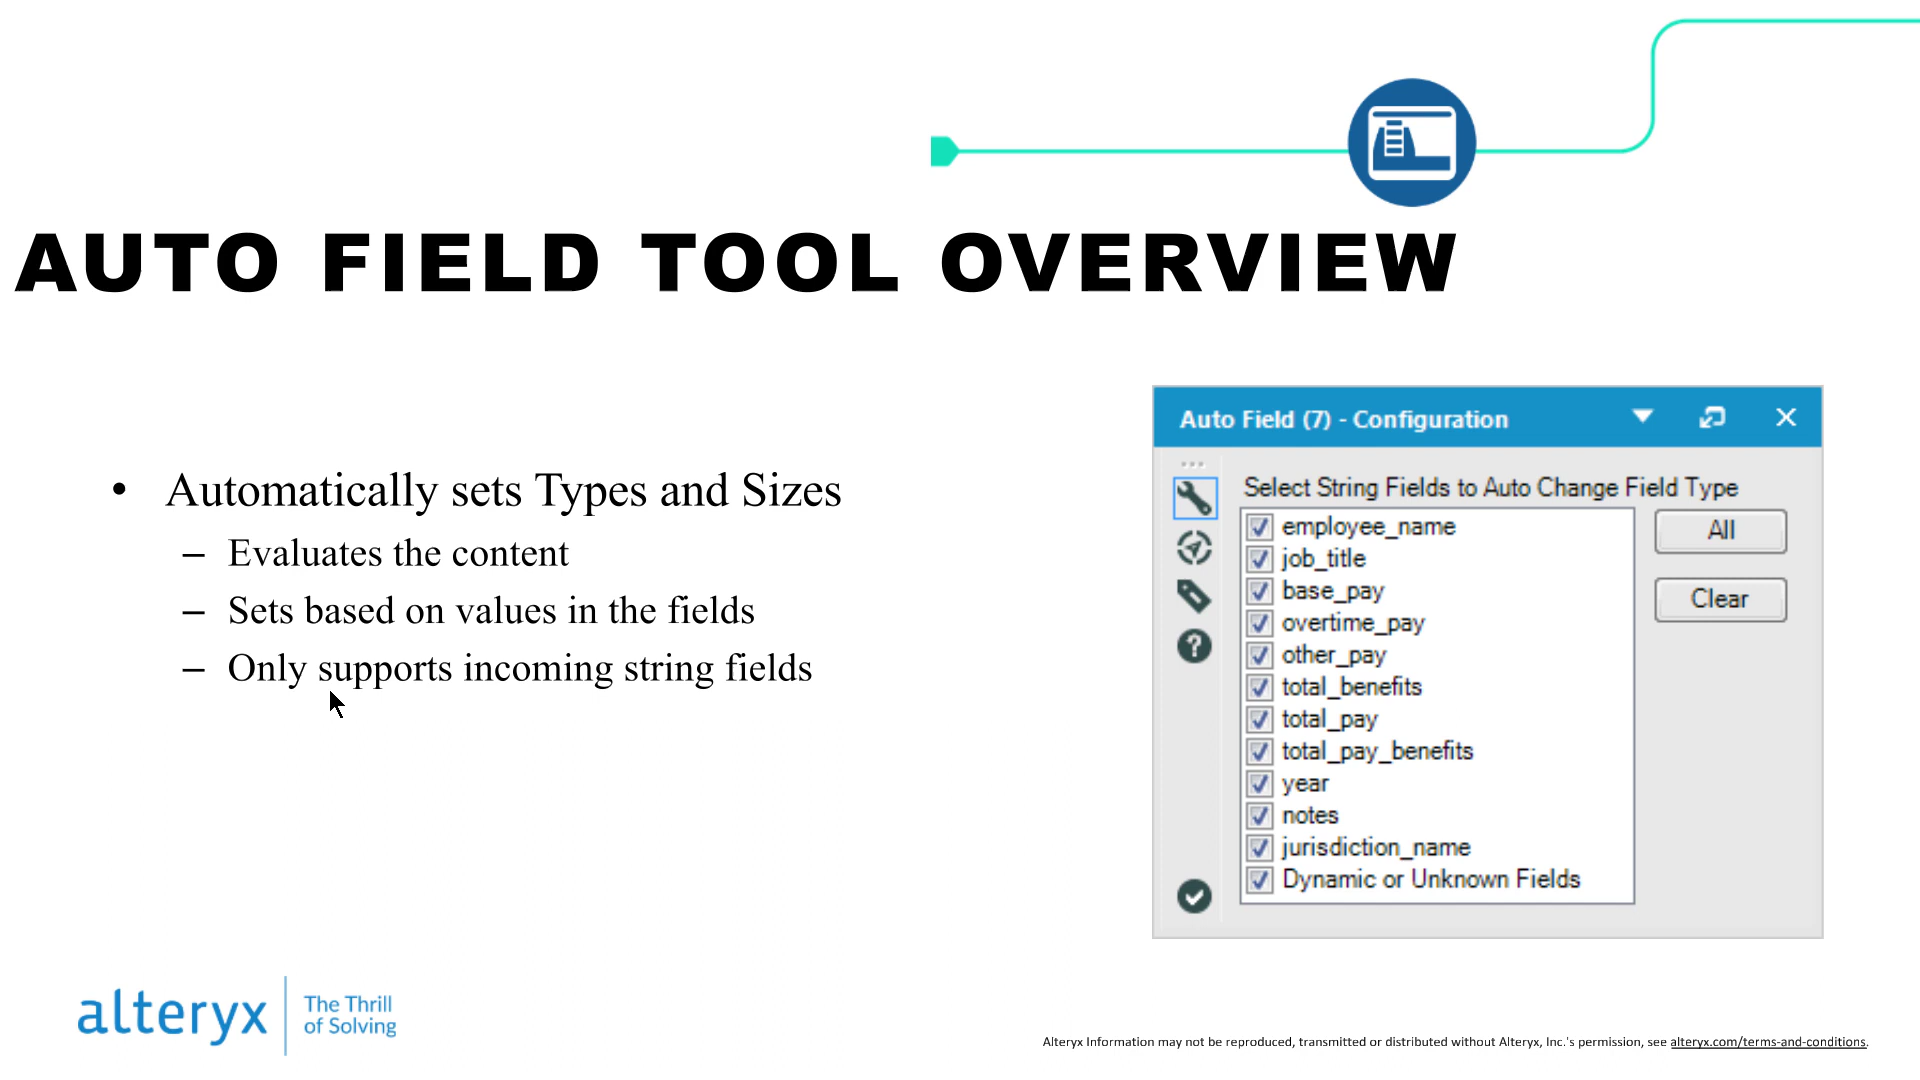 AUTO FIELD TOOL OVERVIEW
• Automatically sets Types and Sizes
– Evaluates the content
– Sets based on values in the fields
– Only supports incoming string fields
Auto Field (7) - Configuration
Select String Fields to Auto Change Field Type
employee_name
job_title
base_pay
overtime_pay
other_pay
total_benefits
total_pay
total_pay_benefits
year
notes
jurisdiction_name
Dynamic or Unknown Fields
All
Clear
alteryx
The Thrill
of Solving
Alteryx Information may not be reproduced, transmitted or distributed without Alteryx, Inc.'s permission, see alteryx.com/terms-and-conditions.